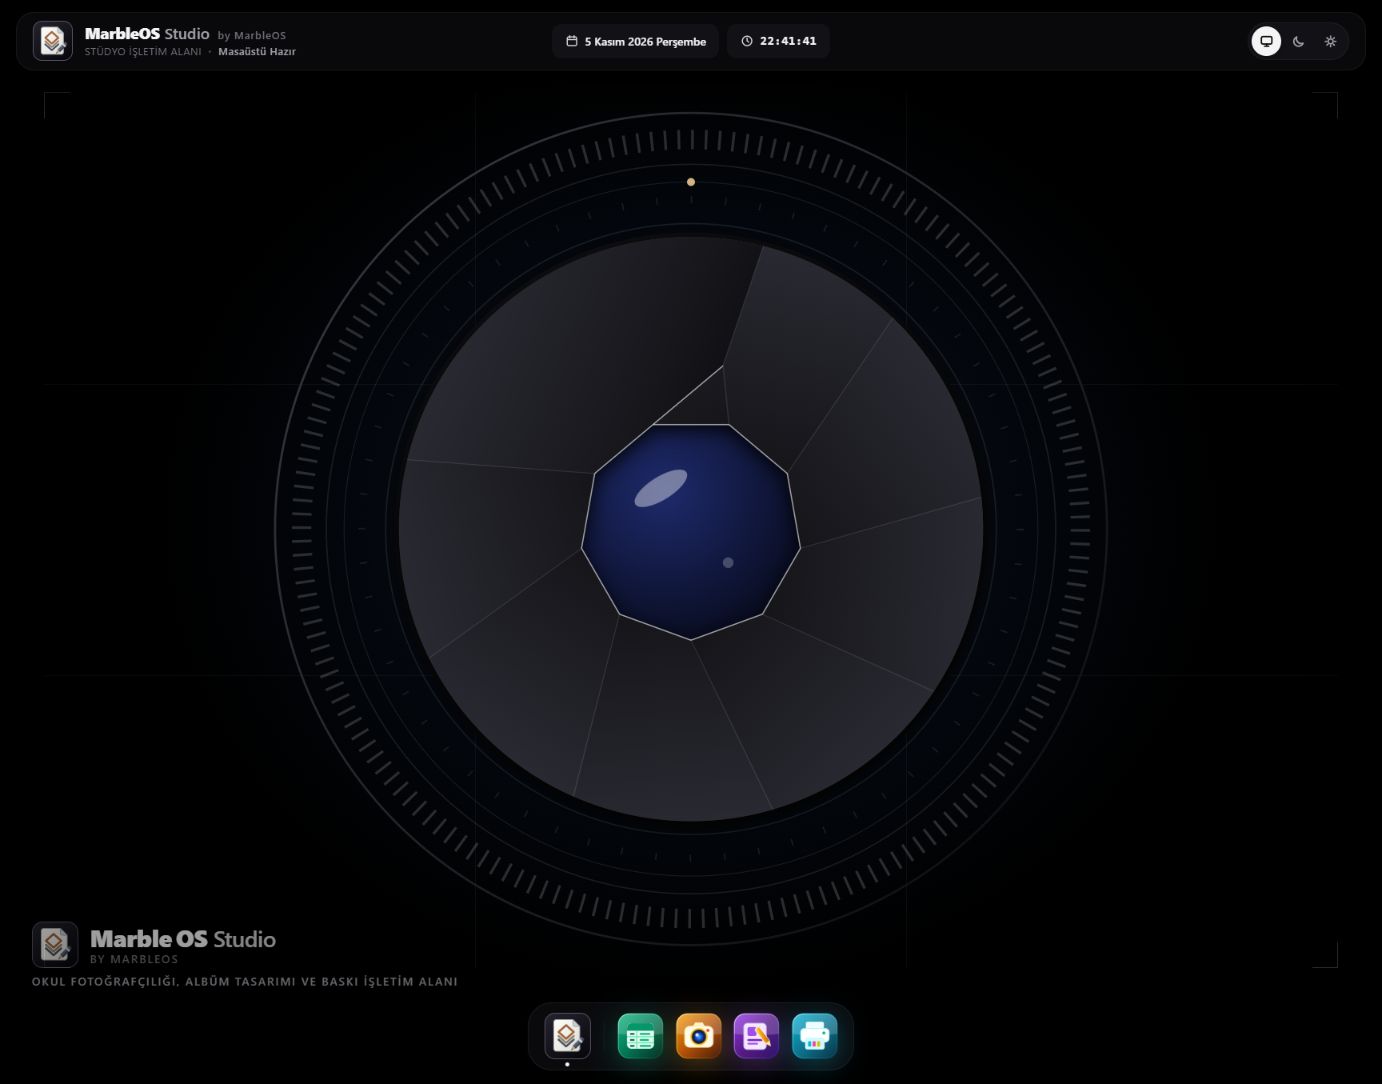 MarbleOS Studio by MarbleOS
STÜDYO İŞLETİM ALANI · Masaüstü Hazır
5 Kasım 2026 Perşembe
22:41:41
Marble OS Studio
BY MARBLEOS
OKUL FOTOĞRAFÇILIĞI, ALBÜM TASARIMI VE BASKI İŞLETİM ALANI